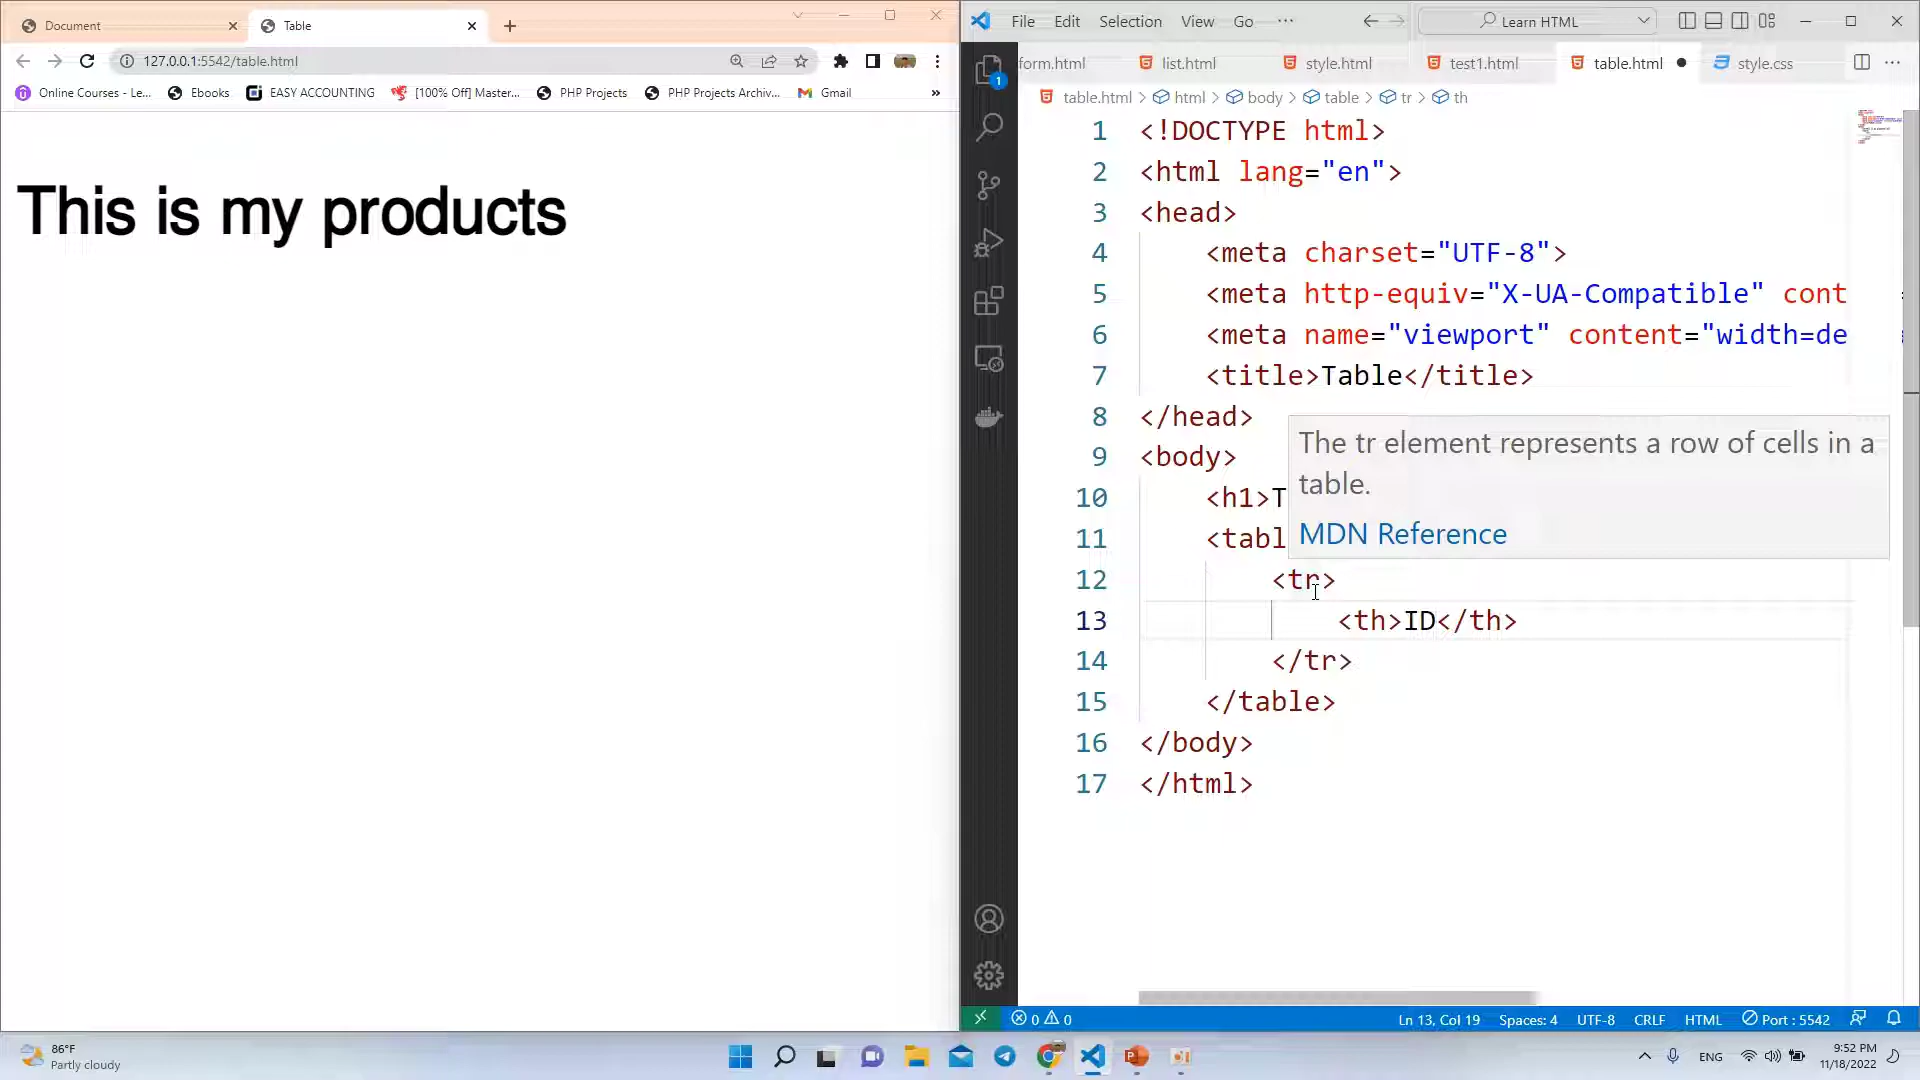 Document
Table
127.0.0.1:5542/table.html
Online Courses - Le...
Ebooks
EASY ACCOUNTING
[100% Off] Master...
PHP Projects
PHP Projects Archiv...
Gmail
»
This is my products
File Edit Selection View Go ···
Learn HTML
form.html
list.html
style.html
test1.html
table.html
style.css
table.html > html > body > table > tr > th
1 <!DOCTYPE html>
2 <html lang="en">
3 <head>
4 <meta charset="UTF-8">
5 <meta http-equiv="X-UA-Compatible" cont
6 <meta name="viewport" content="width=de
7 <title>Table</title>
8 </head>
The tr element represents a row of cells in a
table.
MDN Reference
9 <body>
10 <h1>T
11 <tabl
12 <tr>
13 <th>ID</th>
14 </tr>
15 </table>
16 </body>
17 </html>
1
0 0
Ln 13, Col 19
Spaces: 4
UTF-8
CRLF
HTML
Port : 5542
86°F
Partly cloudy
ENG
9:52 PM
11/18/2022